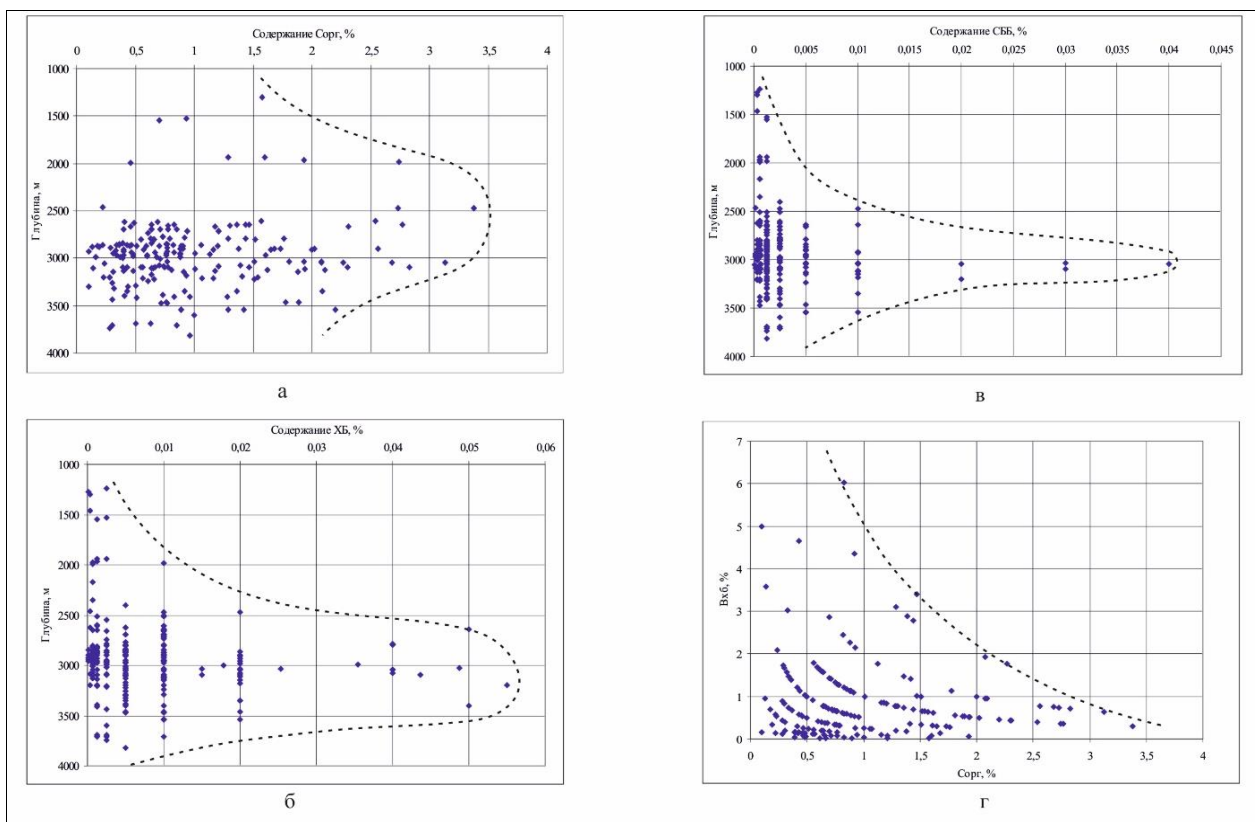 Содержание Сорг, %
0 0,5 1 1,5 2 2,5 3 3,5 4
1000
1500
2000
2500
3000
3500
4000
Глубина, м
а
Содержание СББ, %
0 0,005 0,01 0,015 0,020 0,025 0,03 0,035 0,04 0,045
1000
1500
2000
2500
3000
3500
4000
Глубина, м
в
Содержание ХБ, %
0 0,01 0,02 0,03 0,04 0,05 0,06
1000
1500
2000
2500
3000
3500
4000
Глубина, м
б
7
6
5
4
3
2
1
0
Вхб, %
0 0,5 1 1,5 2 2,5 3 3,5 4
Сорг, %
г